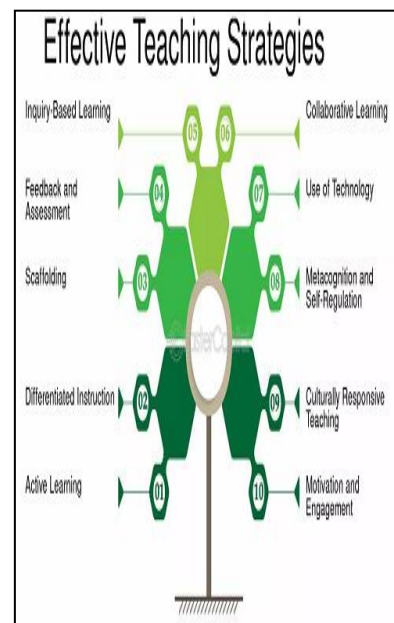 Effective Teaching Strategies
Inquiry-Based Learning
05
06
Collaborative Learning
Feedback and
Assessment
04
07
Use of Technology
Scaffolding
03
08
Metacognition and
Self-Regulation
Differentiated Instruction
02
09
Culturally Responsive
Teaching
Active Learning
01
10
Motivation and
Engagement